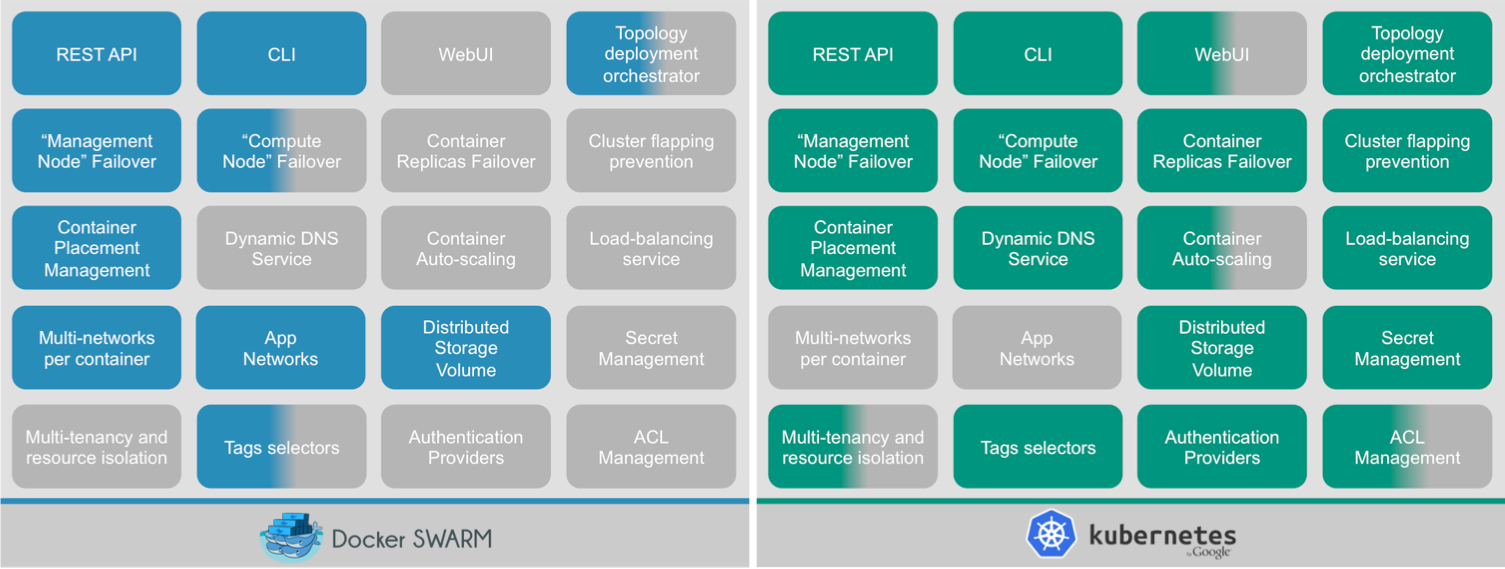 REST API
CLI
WebUI
Topology
deployment
orchestrator
“Management
Node” Failover
“Compute
Node” Failover
Container
Replicas Failover
Cluster flapping
prevention
Container
Placement
Management
Dynamic DNS
Service
Container
Auto-scaling
Load-balancing
service
Multi-networks
per container
App
Networks
Distributed
Storage
Volume
Secret
Management
Multi-tenancy and
resource isolation
Tags selectors
Authentication
Providers
ACL
Management
Docker SWARM
REST API
CLI
WebUI
Topology
deployment
orchestrator
“Management
Node” Failover
“Compute
Node” Failover
Container
Replicas Failover
Cluster flapping
prevention
Container
Placement
Management
Dynamic DNS
Service
Container
Auto-scaling
Load-balancing
service
Multi-networks
per container
App
Networks
Distributed
Storage
Volume
Secret
Management
Multi-tenancy and
resource isolation
Tags selectors
Authentication
Providers
ACL
Management
kubernetes
by Google